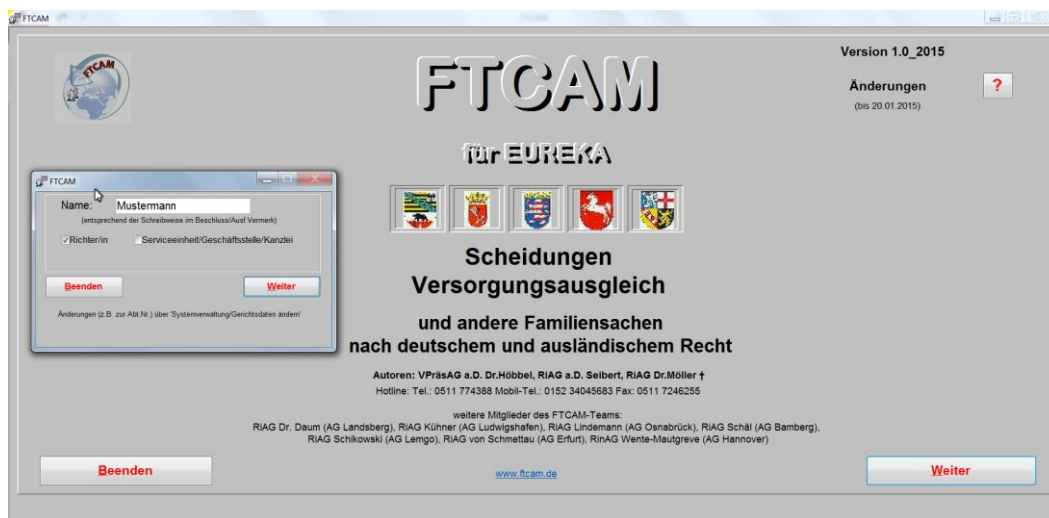 FTCAM
FTCAM
Version 1.0_2015
Änderungen
?
(bis 20.01.2015)
FTCAM
für EUREKA
FTCAM
Name: Mustermann
(entsprechend der Schreibweise im Beschluss/Ausf.Vermerk)
Richter/in Serviceeinheit/Geschäftsstelle/Kanzlei
Beenden Weiter
Änderungen (z.B. zur Abt.Nr.) über 'Systemverwaltung/Gerichtsdaten ändern'
Scheidungen
Versorgungsausgleich
und andere Familiensachen
nach deutschem und ausländischem Recht
Autoren: VPräsAG a.D. Dr.Höbbel, RiAG a.D. Seibert, RiAG Dr.Möller †
Hotline: Tel.: 0511 774388 Mobil-Tel.: 0152 34045683 Fax: 0511 7246255
weitere Mitglieder des FTCAM-Teams:
RiAG Dr. Daum (AG Landsberg), RiAG Kühner (AG Ludwigshafen), RiAG Lindemann (AG Osnabrück), RiAG Schäl (AG Bamberg),
RiAG Schikowski (AG Lemgo), RiAG von Schmettau (AG Erfurt), RinAG Wente-Mautgreve (AG Hannover)
Beenden
www.ftcam.de
Weiter